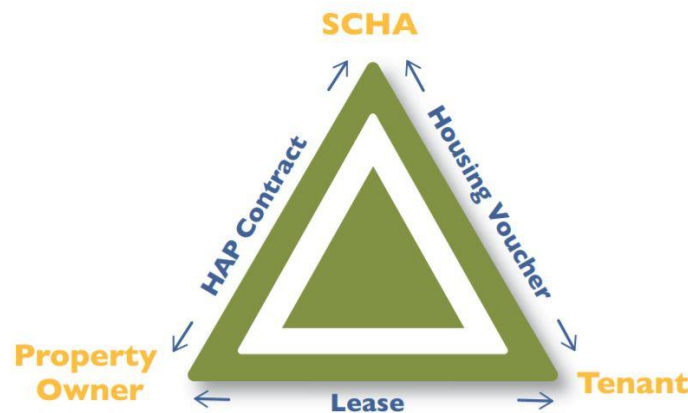 SCHA
HAP Contract
Housing Voucher
Property
Owner
Tenant
Lease